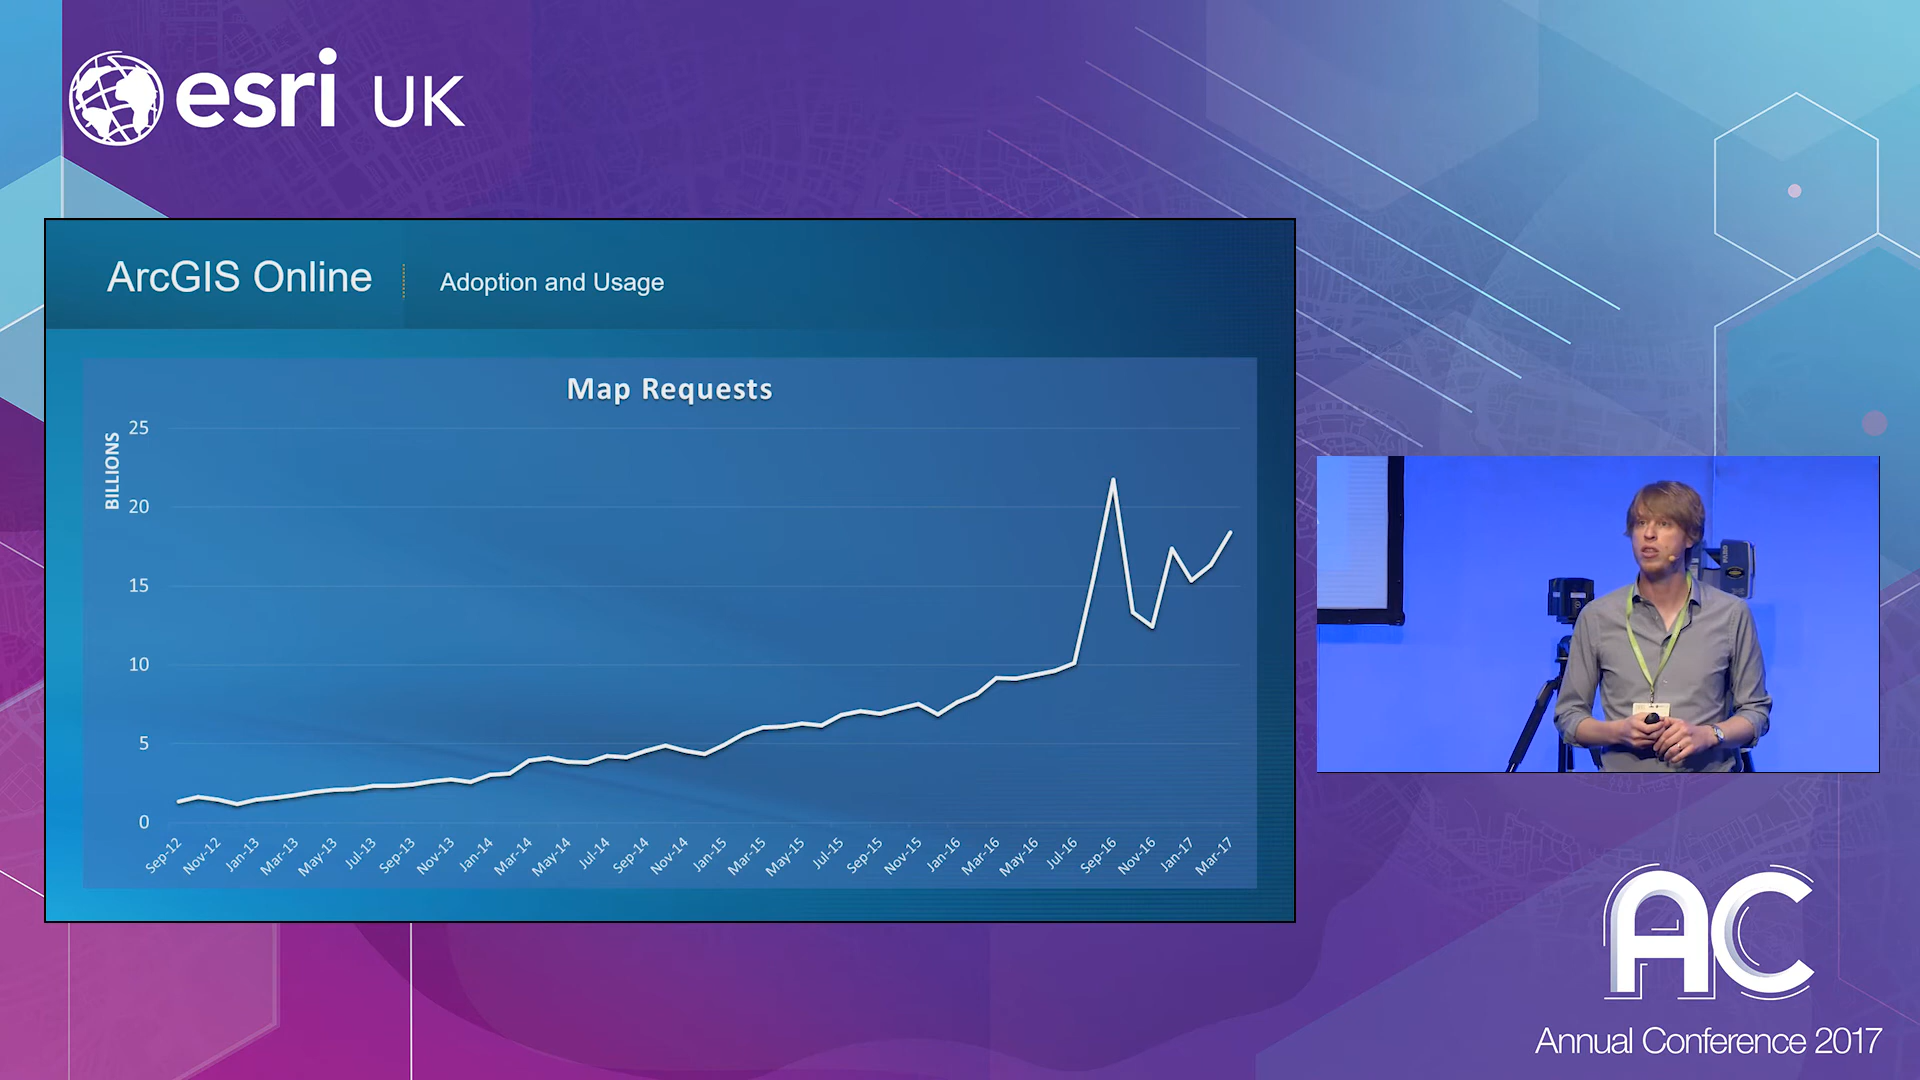 esri UK
ArcGIS Online
Adoption and Usage
Map Requests
BILLIONS
25
20
15
10
5
0
Sep-12
Nov-12
Jan-13
Mar-13
May-13
Jul-13
Sep-13
Nov-13
Jan-14
Mar-14
May-14
Jul-14
Sep-14
Nov-14
Jan-15
Mar-15
May-15
Jul-15
Sep-15
Nov-15
Jan-16
Mar-16
May-16
Jul-16
Sep-16
Nov-16
Jan-17
Mar-17
AC
Annual Conference 2017